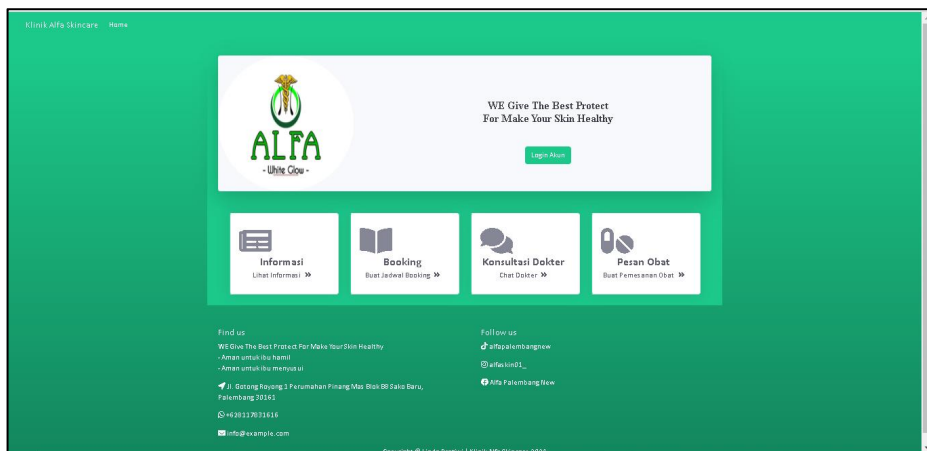 Klinik Alfa Skincare Home
ALFA
- White Glow -
WE Give The Best Protect
For Make Your Skin Healthy
Login Akun
Informasi
Lihat Informasi »
Booking
Buat Jadwal Booking »
Konsultasi Dokter
Chat Dokter »
Pesan Obat
Buat Pemesanan Obat »
Find us
WE Give The Best Protect For Make Your Skin Healthy
- Aman untuk ibu hamil
- Aman untuk ibu menyusui
Jl. Gotong Royong 1 Perumahan Pinang Mas Blok BB Sako Baru,
Palembang 30161
+628117831616
info@example.com
Follow us
alfapalembangnew
alfaskin01_
Alfa Palembang New